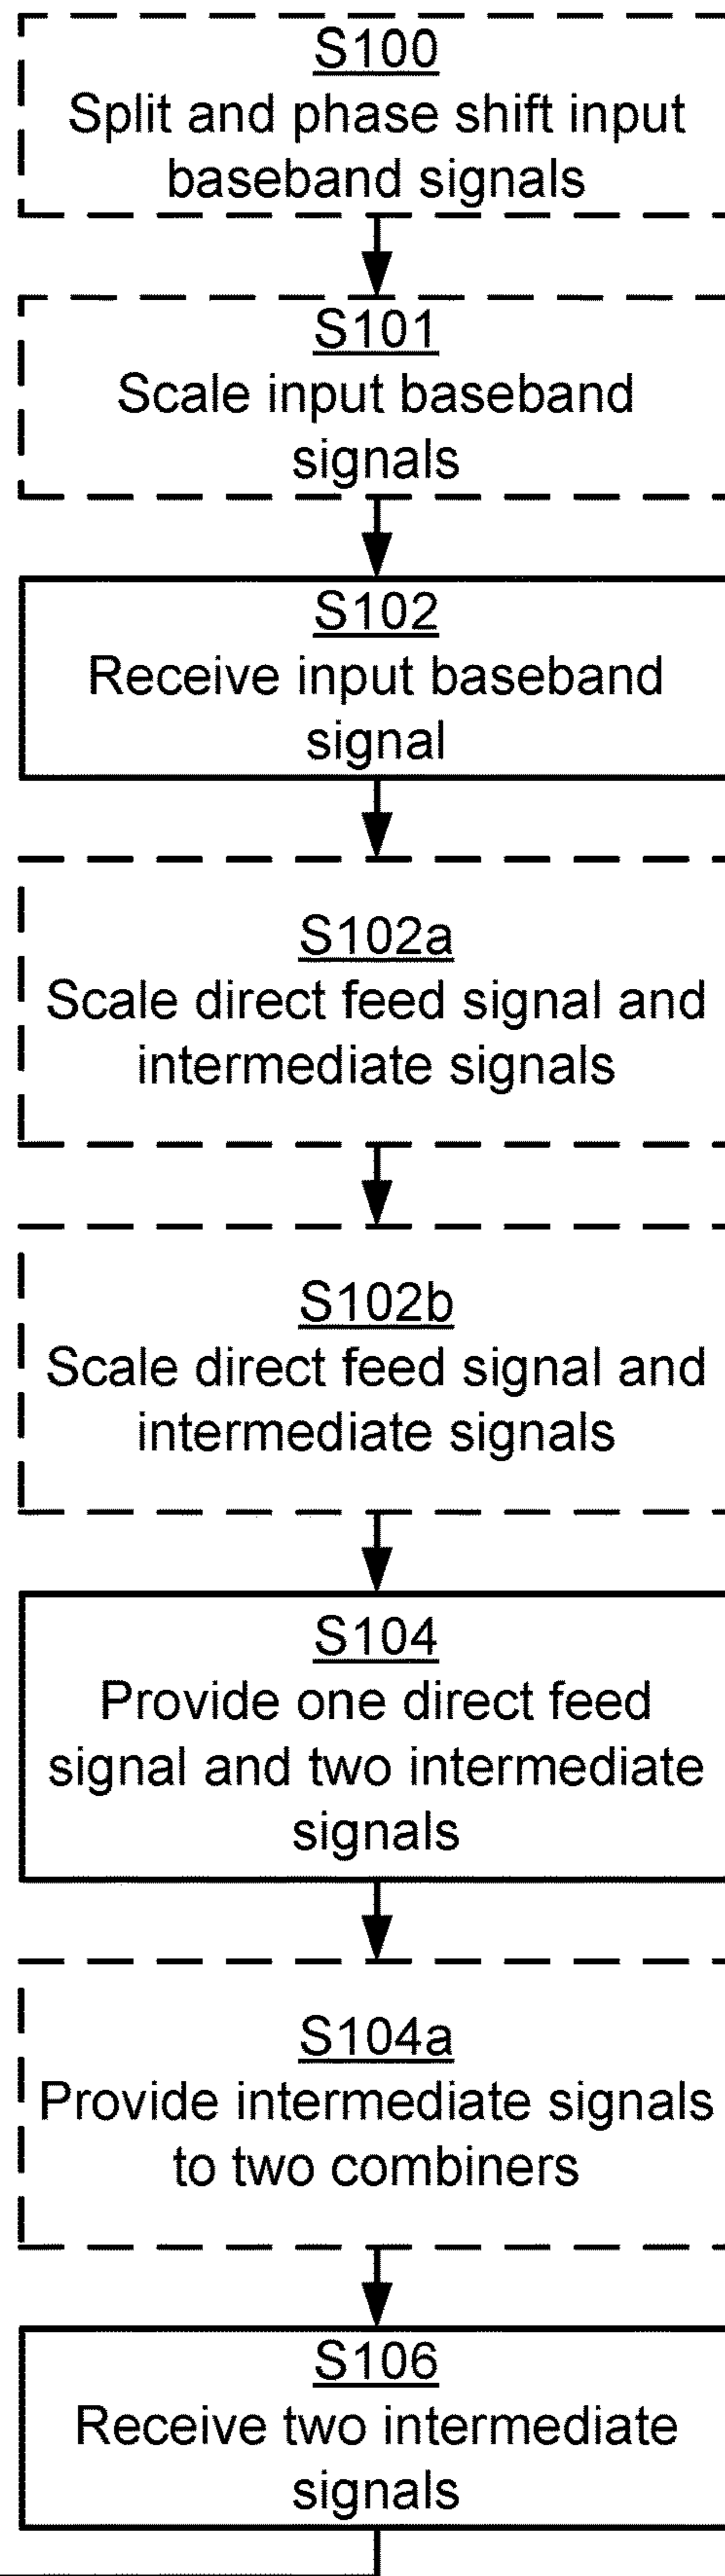 S100
Split and phase shift input
baseband signals
S101
Scale input baseband
signals
S102
Receive input baseband
signal
S102a
Scale direct feed signal and
intermediate signals
S102b
Scale direct feed signal and
intermediate signals
S104
Provide one direct feed
signal and two intermediate
signals
S104a
Provide intermediate signals
to two combiners
S106
Receive two intermediate
signals